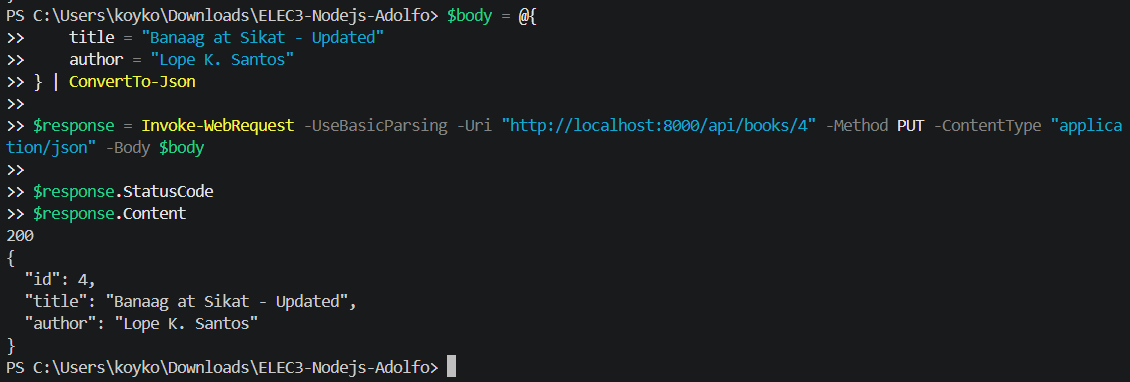 PS C:\Users\koyko\Downloads\ELEC3-Nodejs-Adolfo> $body = @{
>>     title = "Banaag at Sikat - Updated"
>>     author = "Lope K. Santos"
>> } | ConvertTo-Json
>>
>> $response = Invoke-WebRequest -UseBasicParsing -Uri "http://localhost:8000/api/books/4" -Method PUT -ContentType "applica
tion/json" -Body $body
>>
>> $response.StatusCode
>> $response.Content
200
{
  "id": 4,
  "title": "Banaag at Sikat - Updated",
  "author": "Lope K. Santos"
}
PS C:\Users\koyko\Downloads\ELEC3-Nodejs-Adolfo>